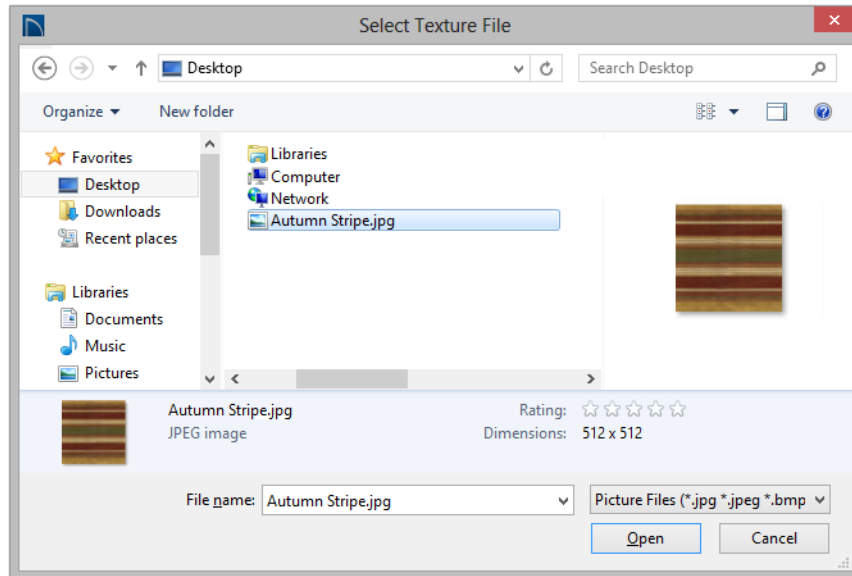 Select Texture File
Desktop
Search Desktop
Organize
New folder
Favorites
Desktop
Downloads
Recent places
Libraries
Documents
Music
Pictures
Libraries
Computer
Network
Autumn Stripe.jpg
Autumn Stripe.jpg
JPEG image
Rating:
Dimensions: 512 x 512
File name: Autumn Stripe.jpg
Picture Files (*.jpg *.jpeg *.bmp
Open
Cancel